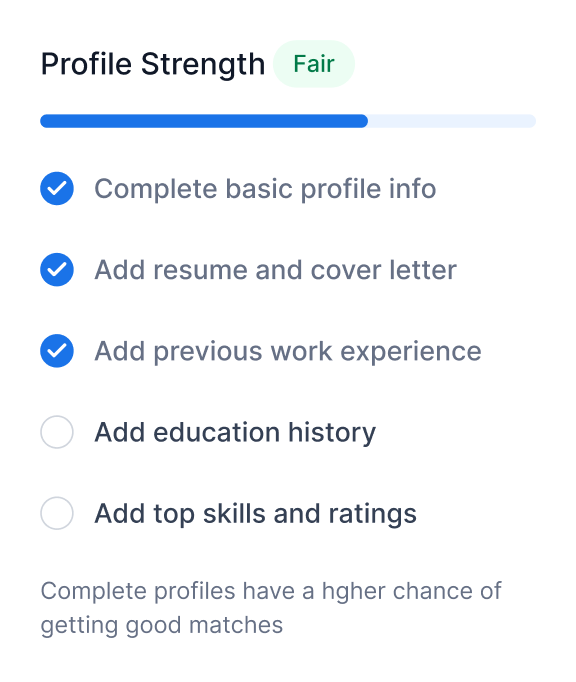 Profile Strength Fair
Complete basic profile info
Add resume and cover letter
Add previous work experience
Add education history
Add top skills and ratings
Complete profiles have a hgher chance of
getting good matches